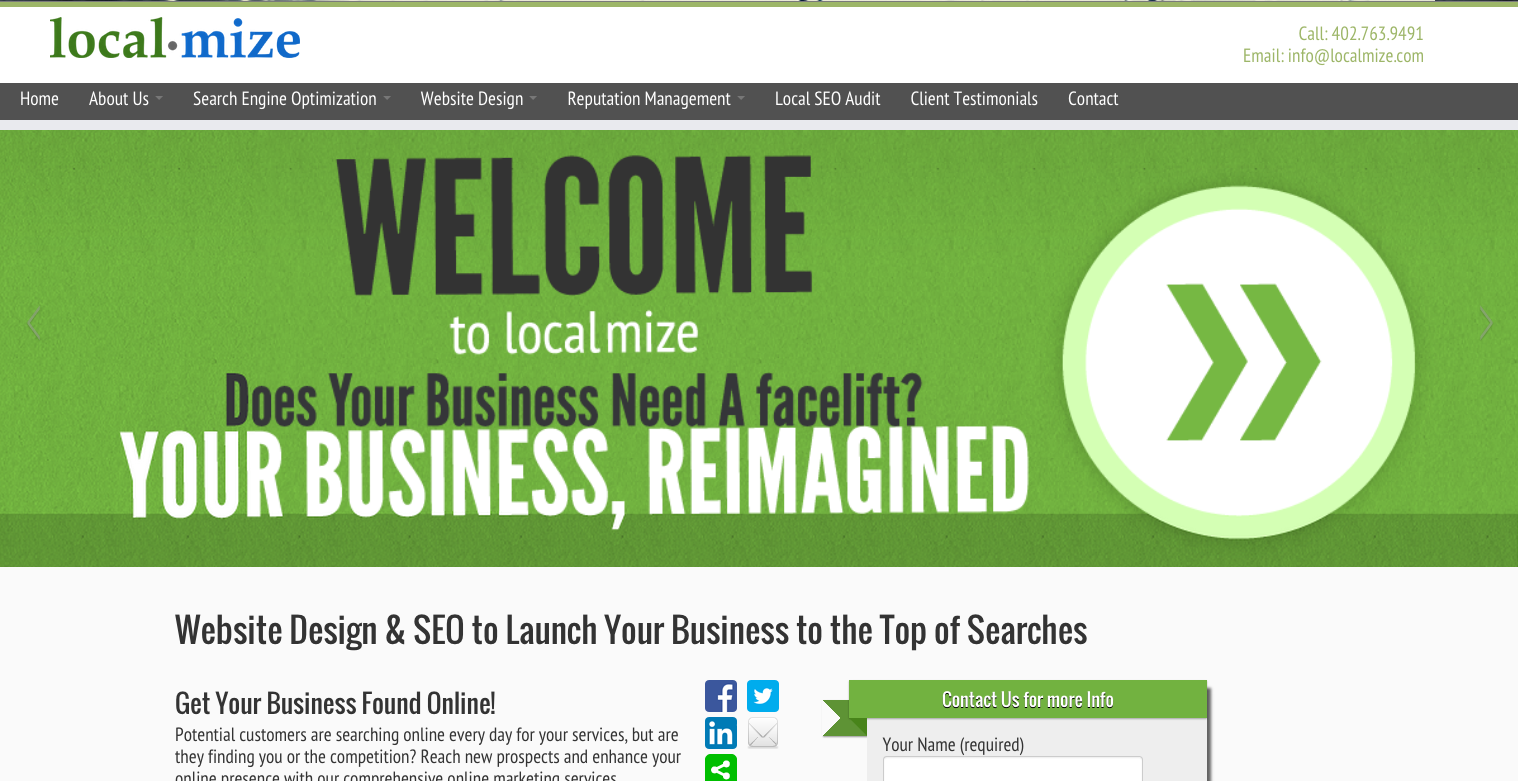 local·mize
Call: 402.763.9491
Email: info@localmize.com
Home About Us Search Engine Optimization Website Design Reputation Management Local SEO Audit Client Testimonials Contact
WELCOME
to localmize
Does Your Business Need A facelift?
YOUR BUSINESS, REIMAGINED
Website Design & SEO to Launch Your Business to the Top of Searches
Get Your Business Found Online!
Potential customers are searching online every day for your services, but are
they finding you or the competition? Reach new prospects and enhance your
online presence with our comprehensive online marketing services.
Contact Us for more Info
Your Name (required)